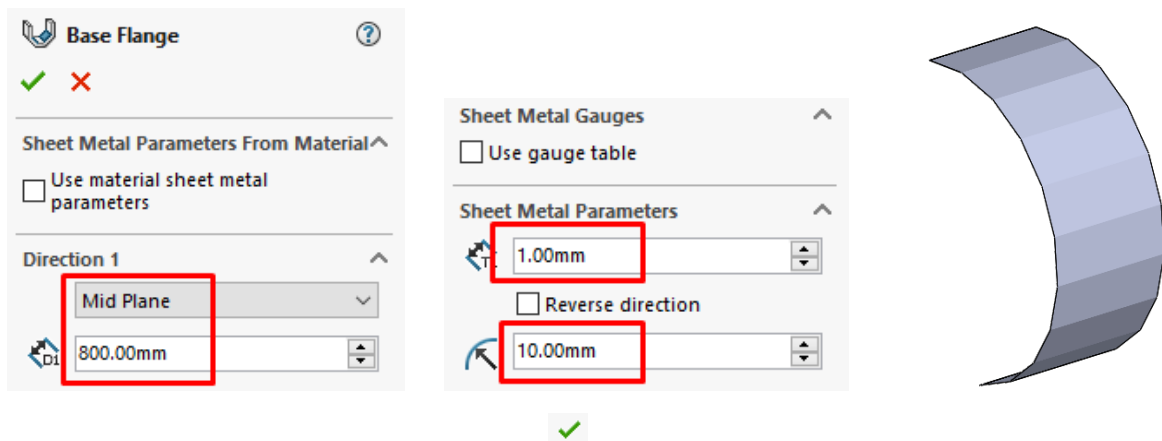 Base Flange
Sheet Metal Parameters From Material
Use material sheet metal
parameters
Direction 1
Mid Plane
D1
800.00mm
Sheet Metal Gauges
Use gauge table
Sheet Metal Parameters
1.00mm
Reverse direction
10.00mm